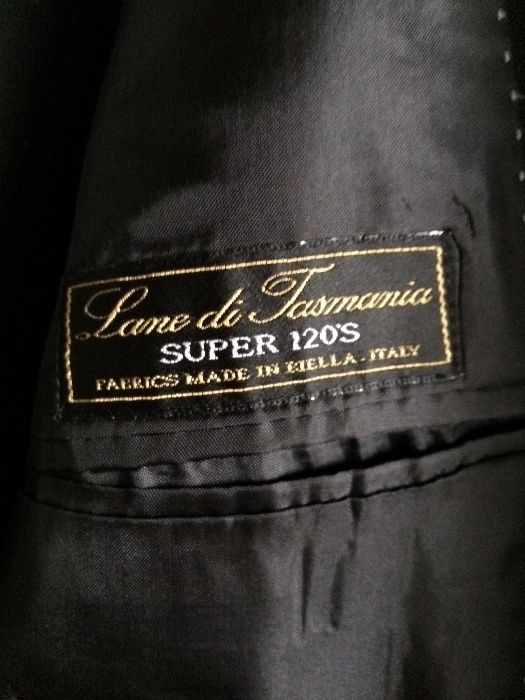 Lane di Tasmania
SUPER 120'S
FABRICS MADE IN BIELLA - ITALY